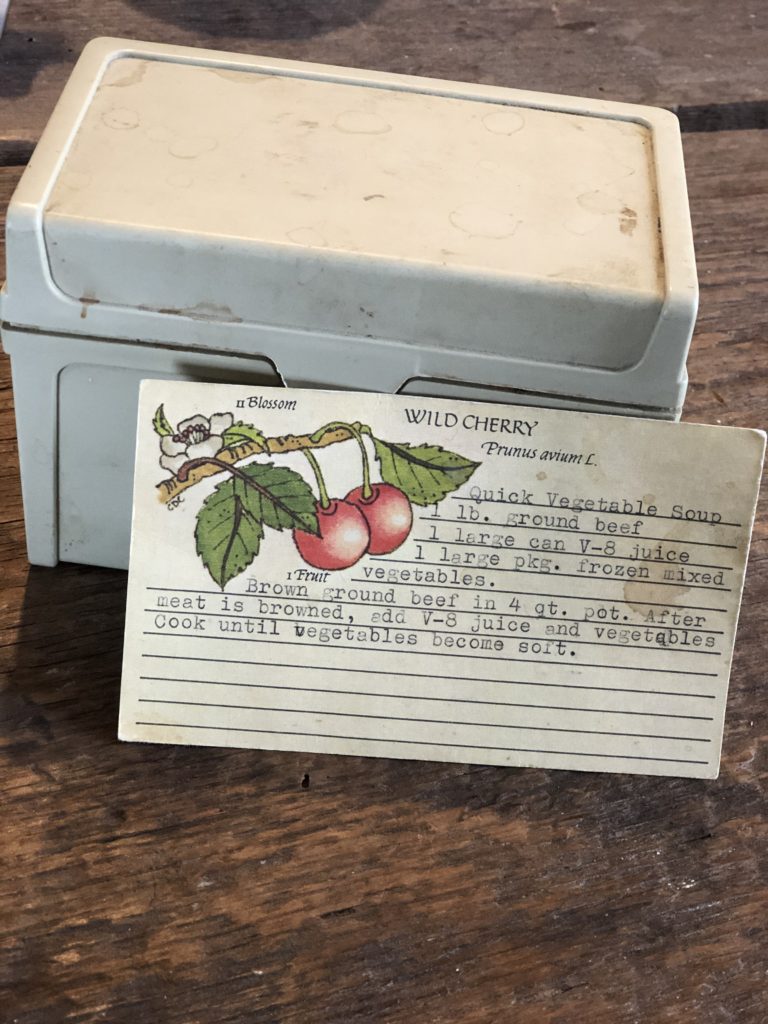 II Blossom
WILD CHERRY
Prunus avium L.
CDC
Quick Vegetable Soup
1 lb. ground beef
1 large can V-8 juice
1 large pkg. frozen mixed
1 Fruit
vegetables.
Brown ground beef in 4 qt. pot. After
meat is browned, add V-8 juice and vegetables
Cook until vegetables become soft.